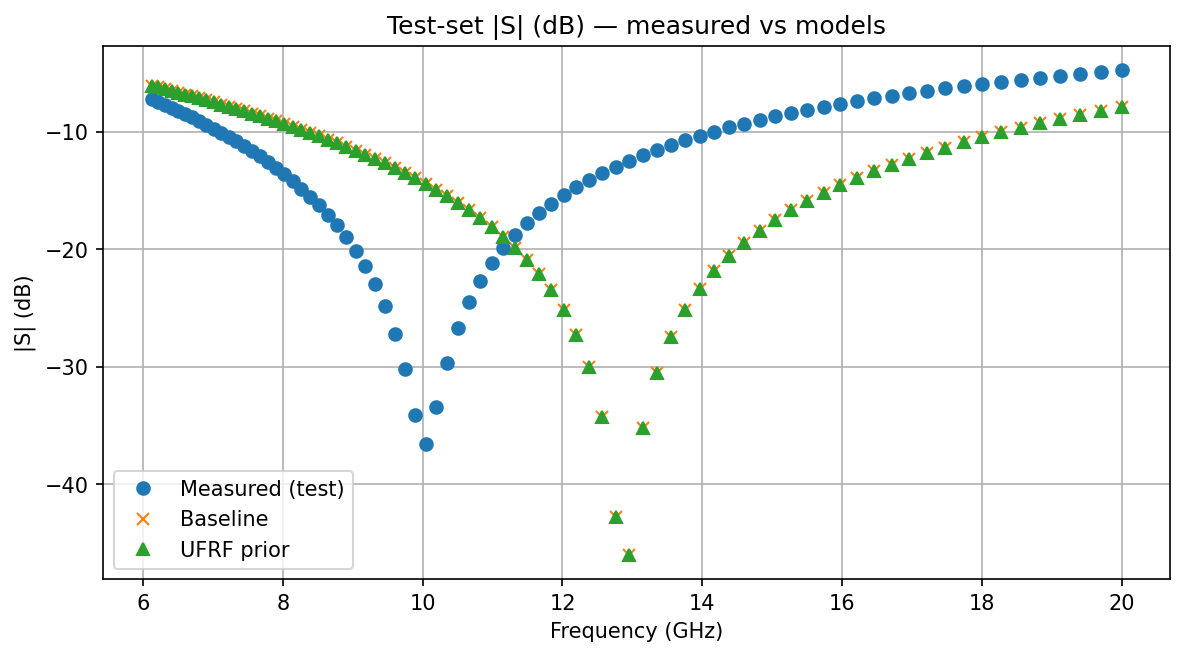 Test-set |S| (dB) — measured vs models
|S| (dB)
−10
−20
−30
−40
Measured (test)
Baseline
UFRF prior
6 8 10 12 14 16 18 20
Frequency (GHz)